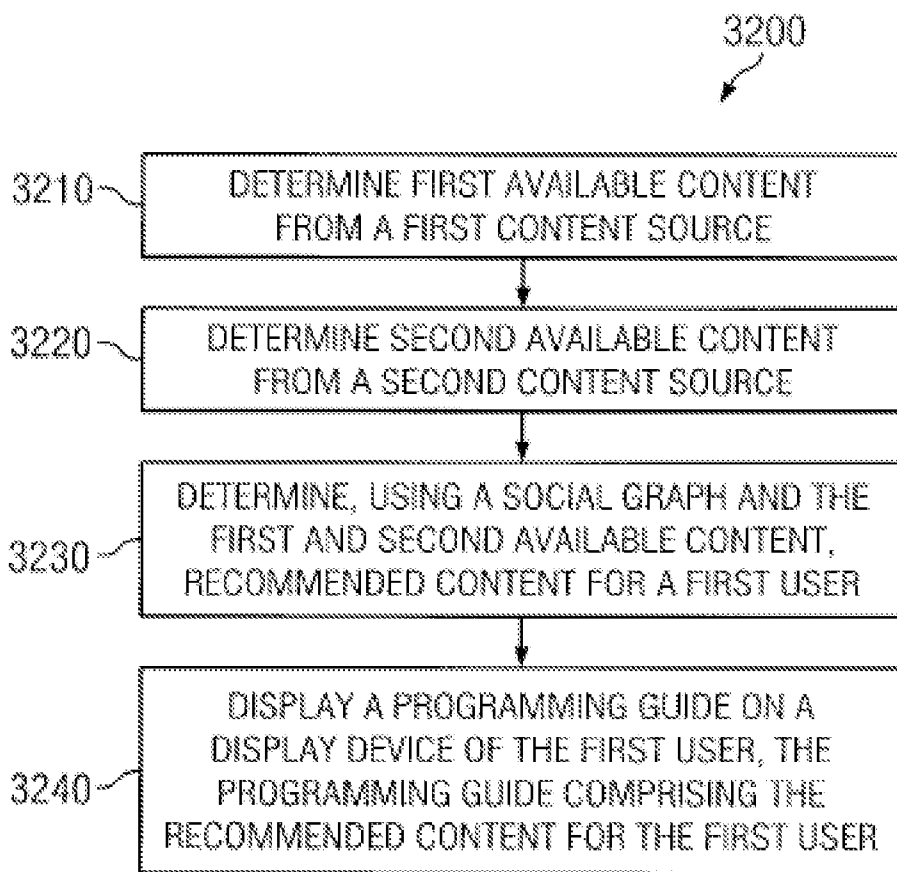 3200
3210
DETERMINE FIRST AVAILABLE CONTENT
FROM A FIRST CONTENT SOURCE
3220
DETERMINE SECOND AVAILABLE CONTENT
FROM A SECOND CONTENT SOURCE
3230
DETERMINE, USING A SOCIAL GRAPH AND THE
FIRST AND SECOND AVAILABLE CONTENT,
RECOMMENDED CONTENT FOR A FIRST USER
3240
DISPLAY A PROGRAMMING GUIDE ON A
DISPLAY DEVICE OF THE FIRST USER, THE
PROGRAMMING GUIDE COMPRISING THE
RECOMMENDED CONTENT FOR THE FIRST USER